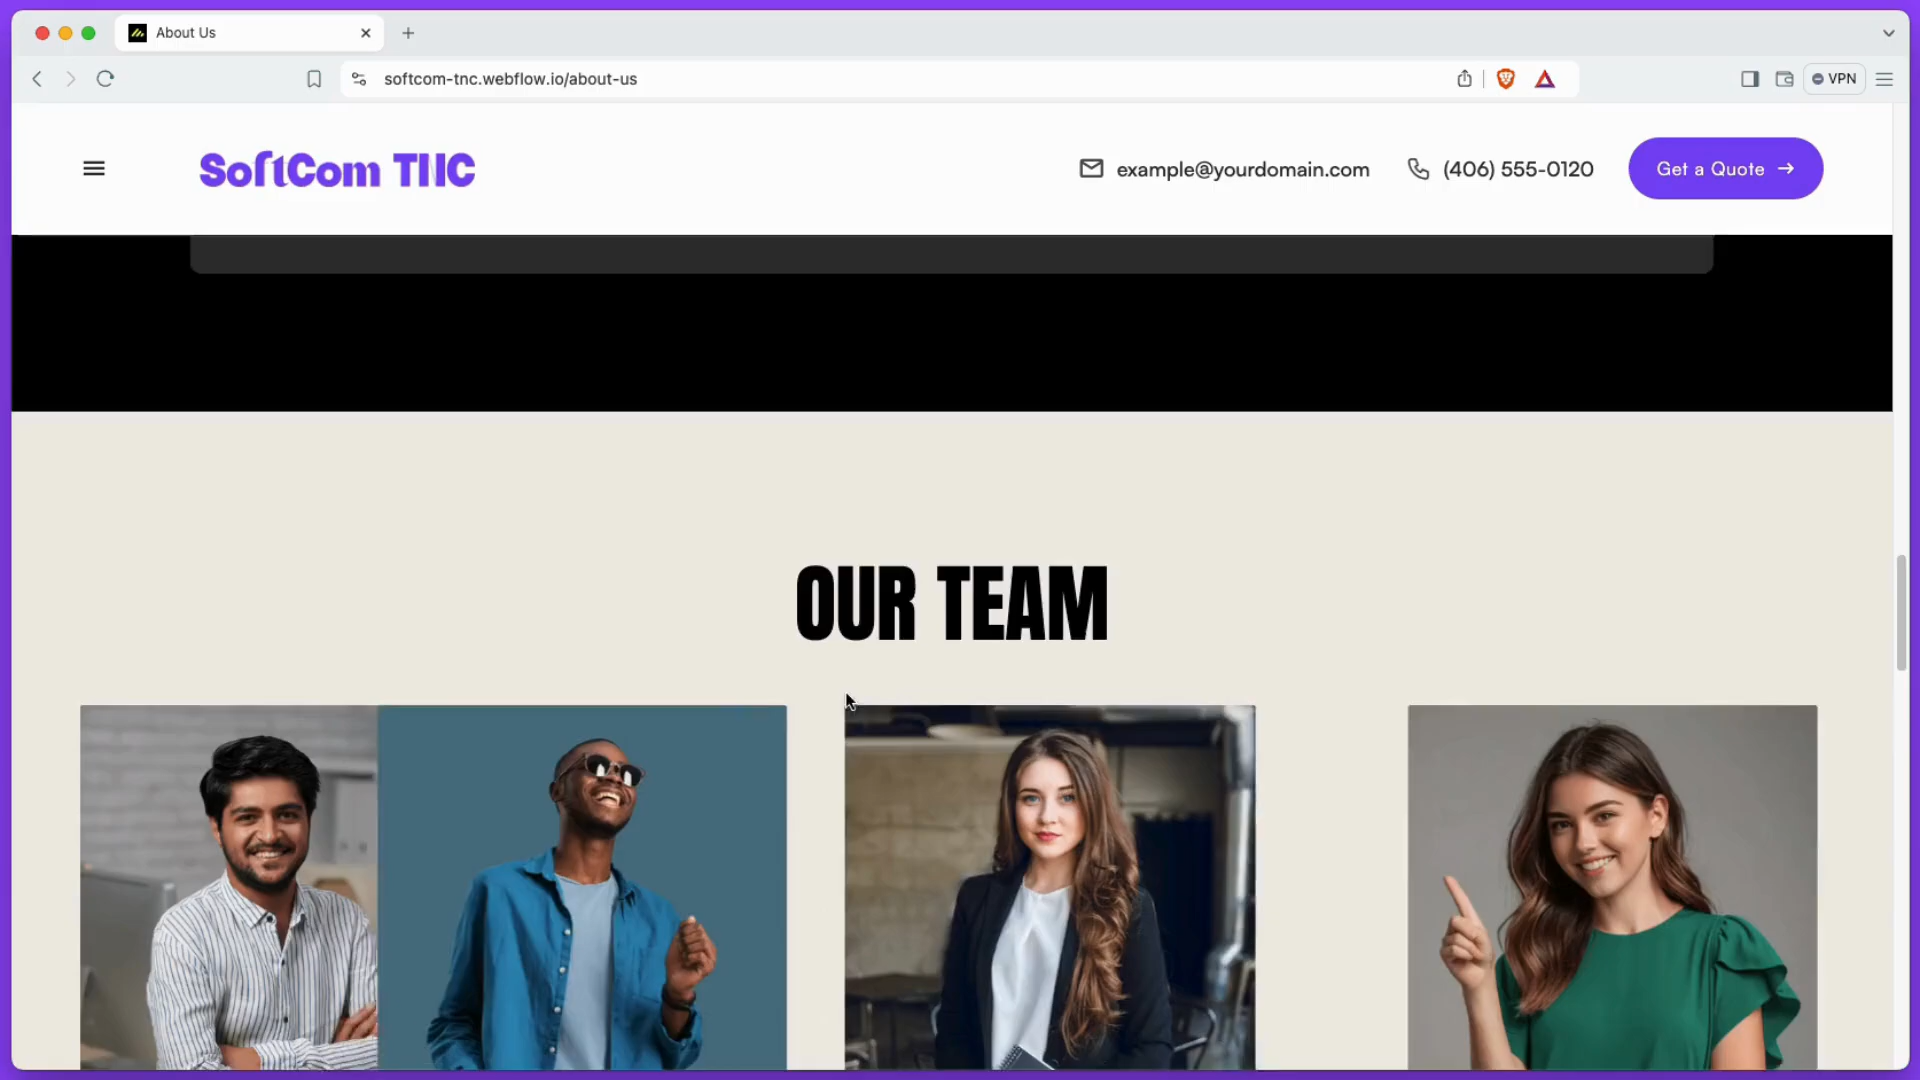 About Us
softcom-tnc.webflow.io/about-us
VPN
SoftCom TNC
example@yourdomain.com
(406) 555-0120
Get a Quote →
OUR TEAM